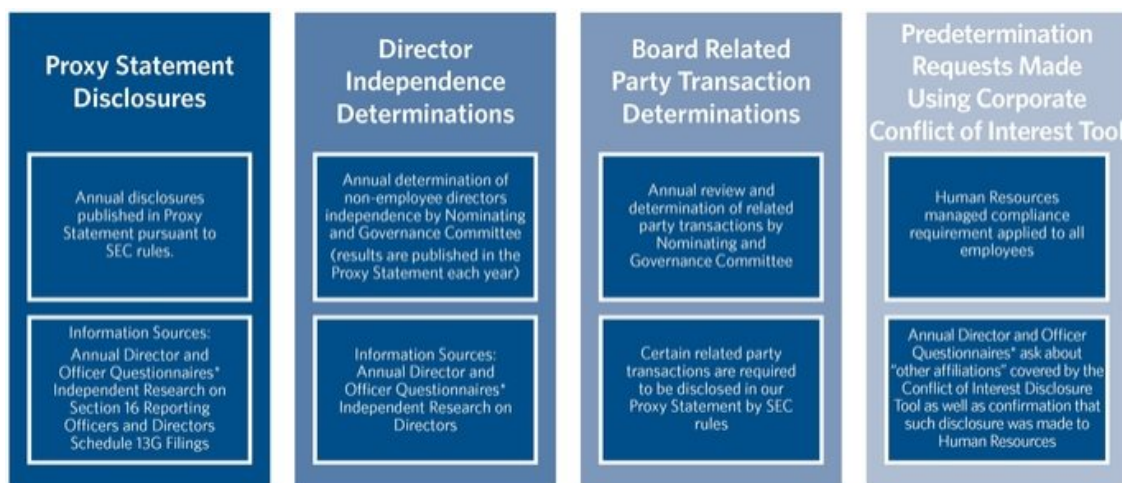 Proxy Statement
Disclosures
Annual disclosures
published in Proxy
Statement pursuant to
SEC rules.
Information Sources:
Annual Director and
Officer Questionnaires*
Independent Research on
Section 16 Reporting
Officers and Directors
Schedule 13G Filings
Director
Independence
Determinations
Annual determination of
non-employee directors
independence by Nominating
and Governance Committee
(results are published in the
Proxy Statement each year)
Information Sources:
Annual Director and
Officer Questionnaires*
Independent Research on
Directors
Board Related
Party Transaction
Determinations
Annual review and
determination of related
party transactions by
Nominating and
Governance Committee
Certain related party
transactions are required
to be disclosed in our
Proxy Statement by SEC
rules
Predetermination
Requests Made
Using Corporate
Conflict of Interest Tool
Human Resources
managed compliance
requirement applied to all
employees
Annual Director and Officer
Questionnaires* ask about
"other affiliations" covered by the
Conflict of Interest Disclosure
Tool as well as confirmation that
such disclosure was made to
Human Resources